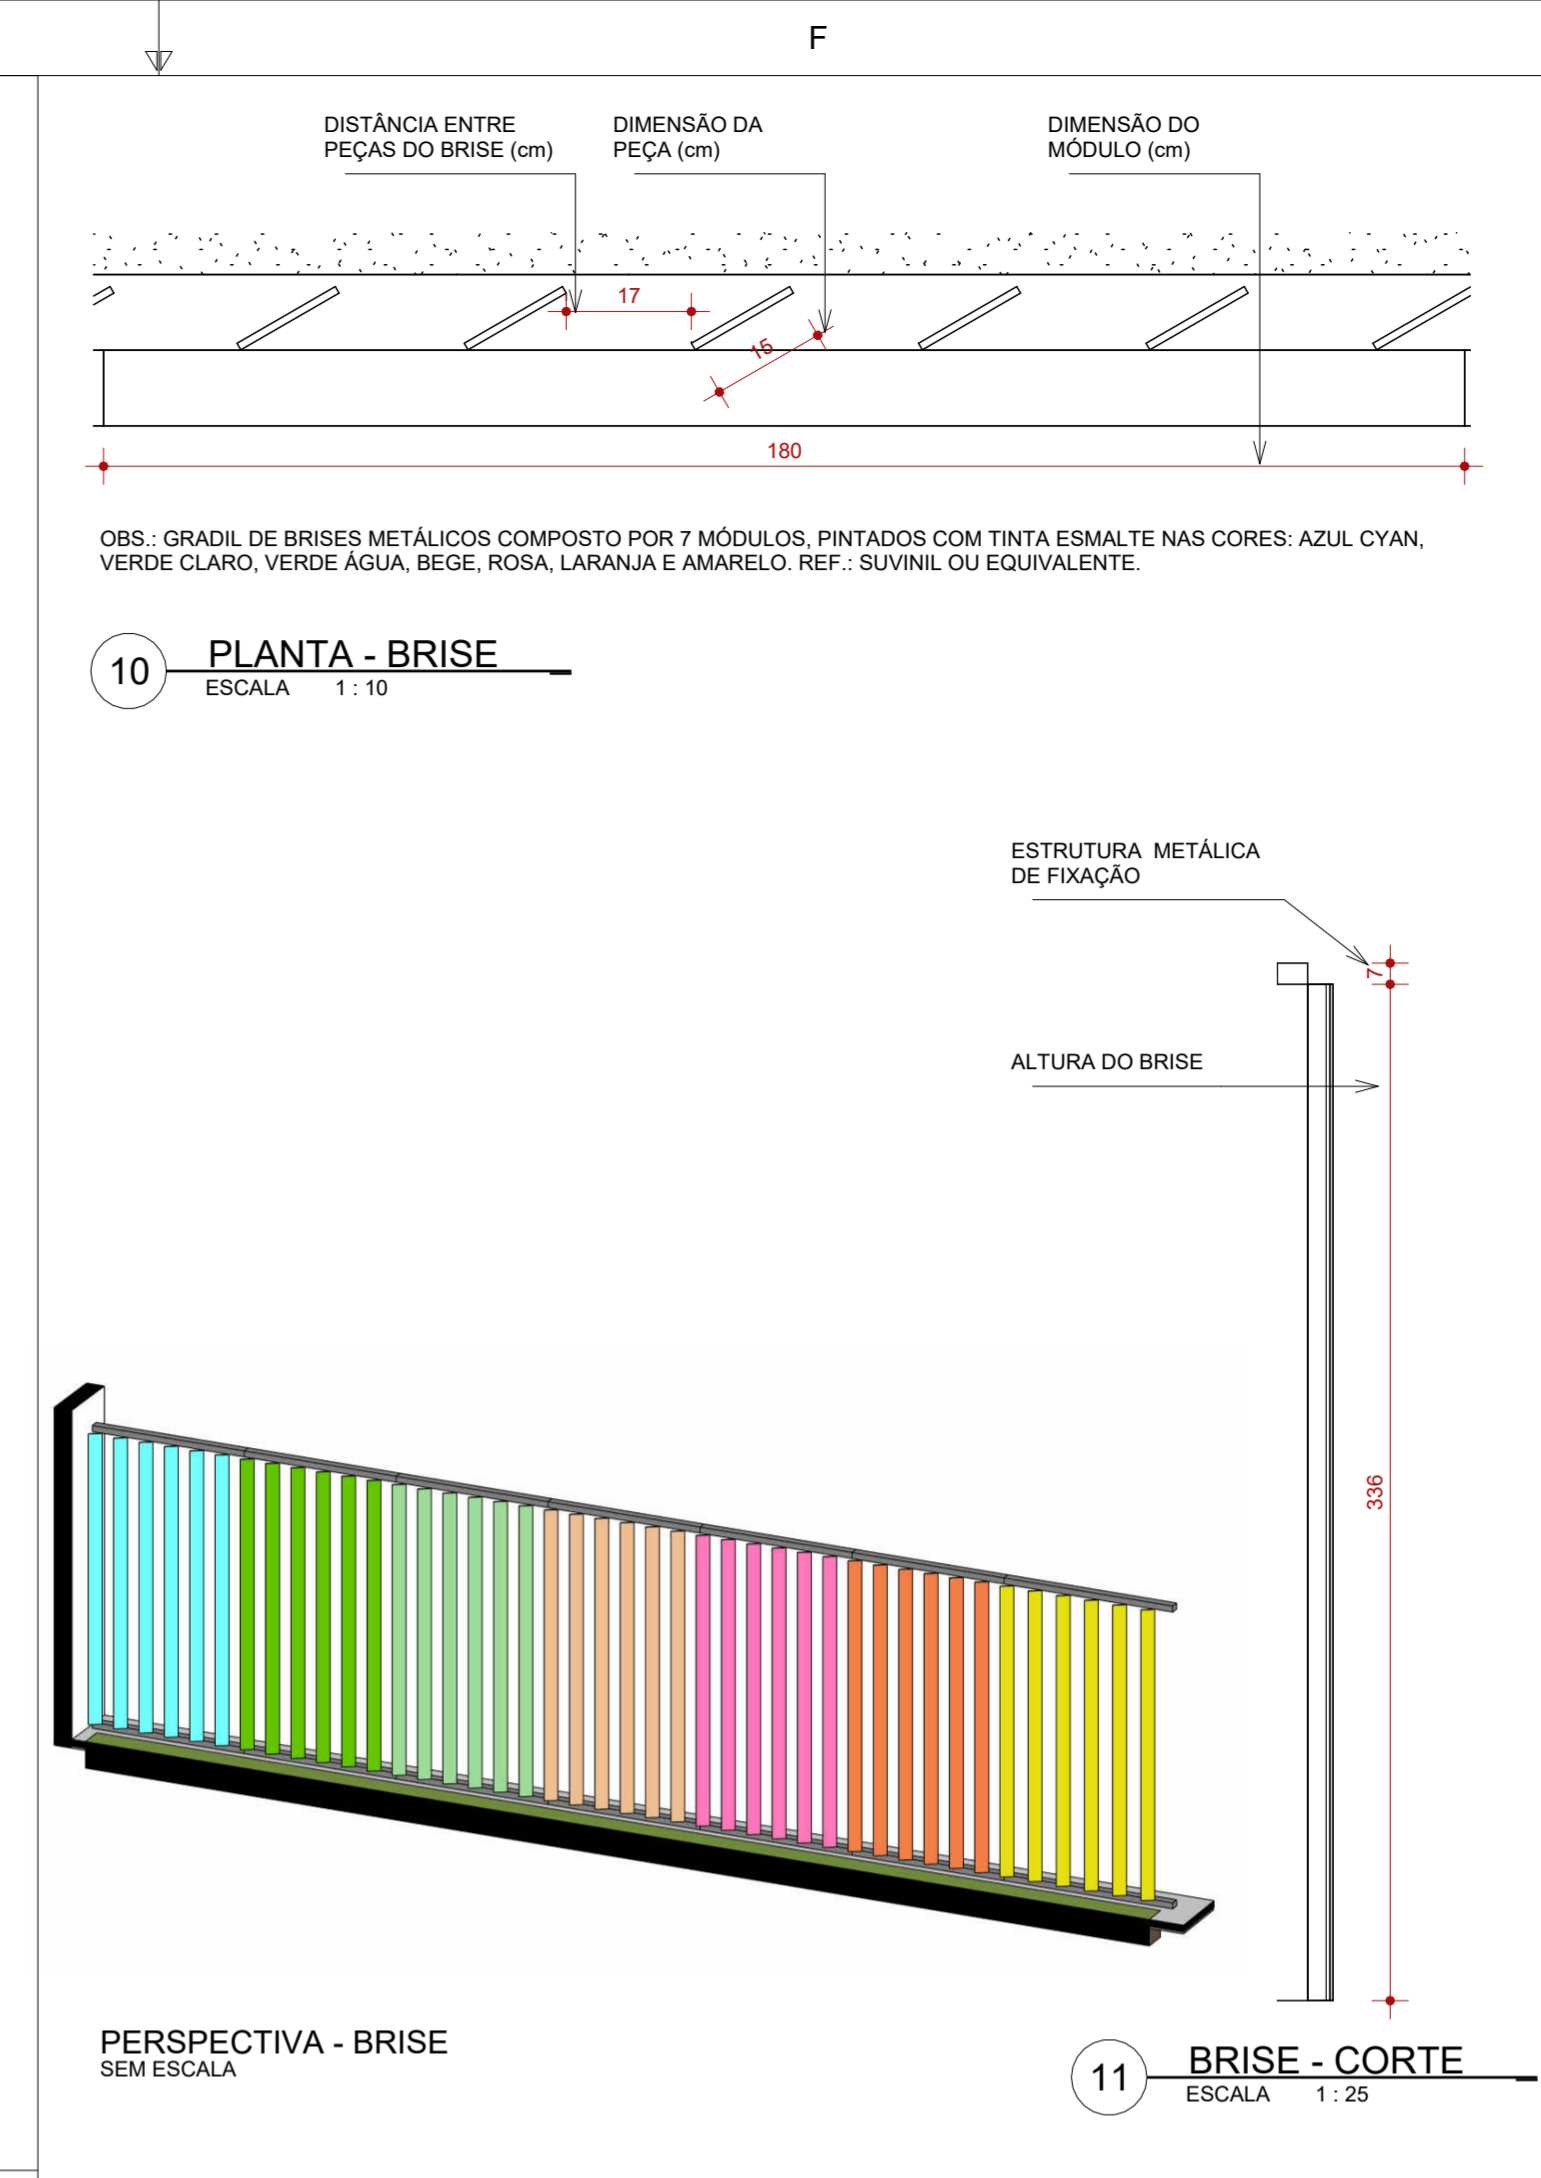 F
DISTÂNCIA ENTRE
PEÇAS DO BRISE (cm)
DIMENSÃO DA
PEÇA (cm)
DIMENSÃO DO
MÓDULO (cm)
17
15
180
OBS.: GRADIL DE BRISES METÁLICOS COMPOSTO POR 7 MÓDULOS, PINTADOS COM TINTA ESMALTE NAS CORES: AZUL CYAN,
VERDE CLARO, VERDE ÁGUA, BEGE, ROSA, LARANJA E AMARELO. REF.: SUVINIL OU EQUIVALENTE.
10
PLANTA - BRISE
ESCALA 1 : 10
ESTRUTURA METÁLICA
DE FIXAÇÃO
7
ALTURA DO BRISE
336
PERSPECTIVA - BRISE
SEM ESCALA
11
BRISE - CORTE
ESCALA 1 : 25